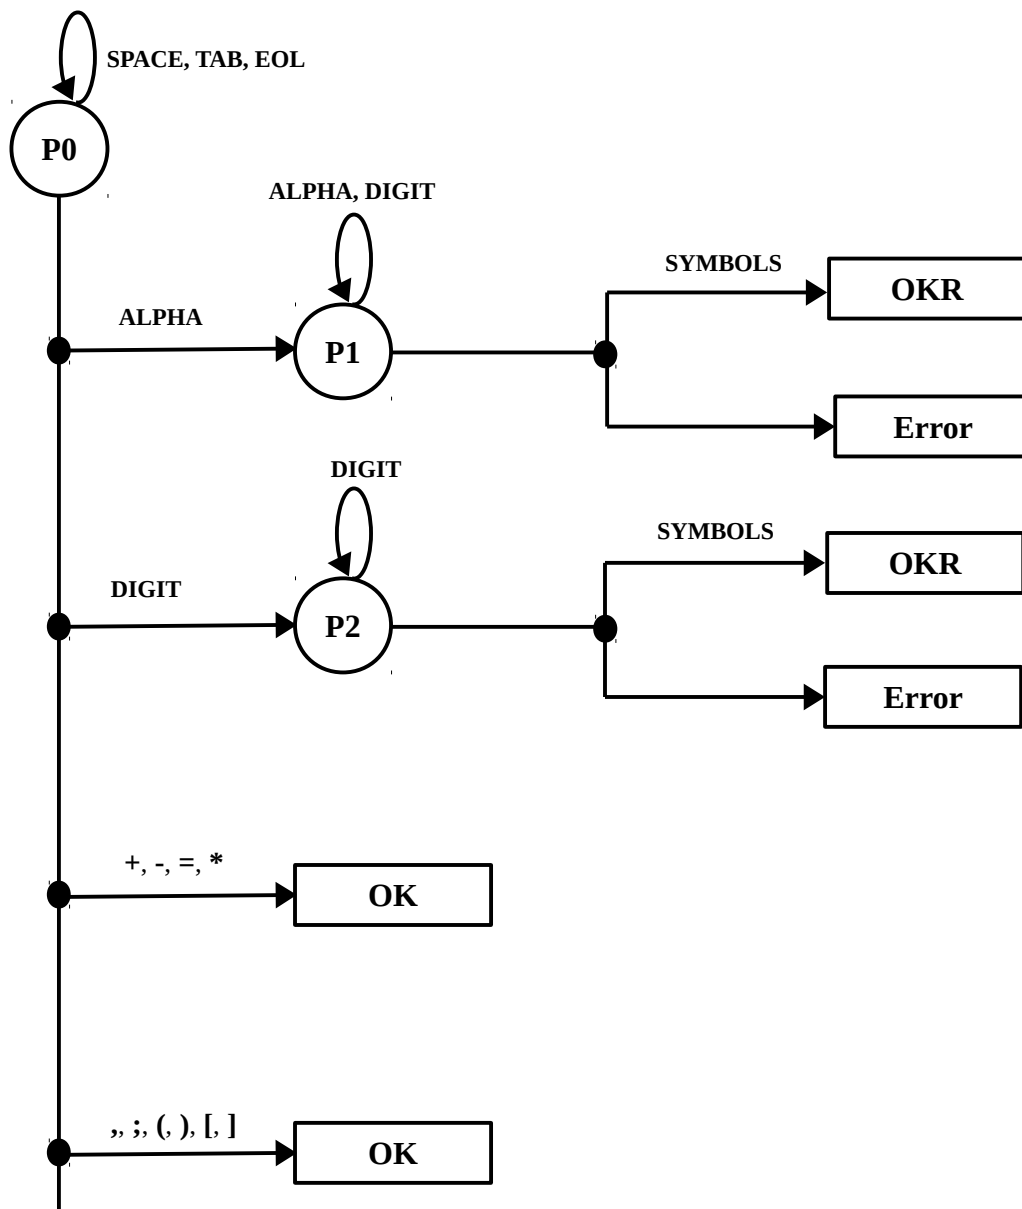 SPACE, TAB, EOL
P0
ALPHA, DIGIT
SYMBOLS
OKR
ALPHA
P1
Error
DIGIT
SYMBOLS
OKR
DIGIT
P2
Error
+, -, =, *
OK
,, ;, (, ), [, ]
OK